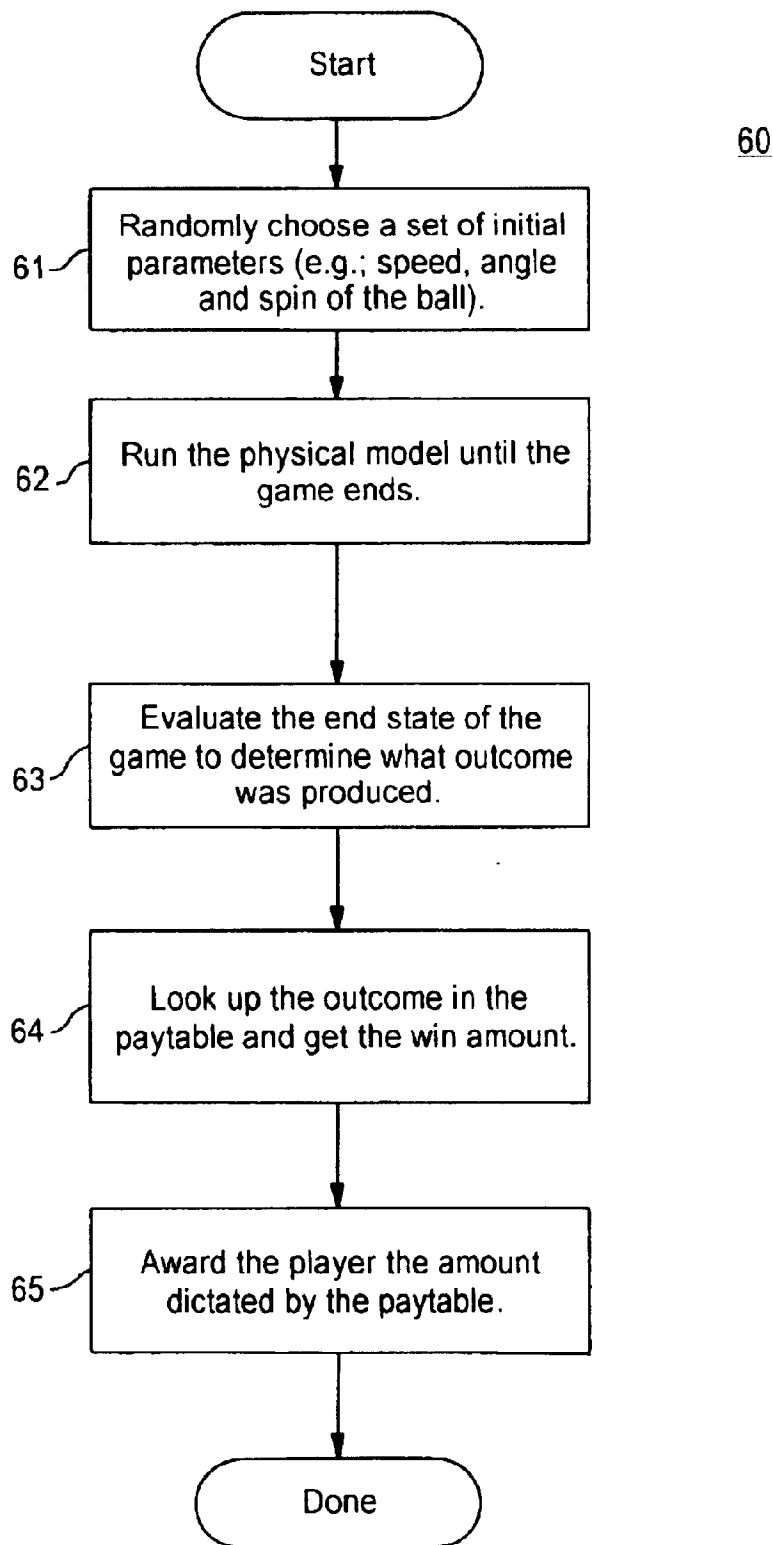 Start
60
61
Randomly choose a set of initial
parameters (e.g.; speed, angle
and spin of the ball).
62
Run the physical model until the
game ends.
63
Evaluate the end state of the
game to determine what outcome
was produced.
64
Look up the outcome in the
paytable and get the win amount.
65
Award the player the amount
dictated by the paytable.
Done